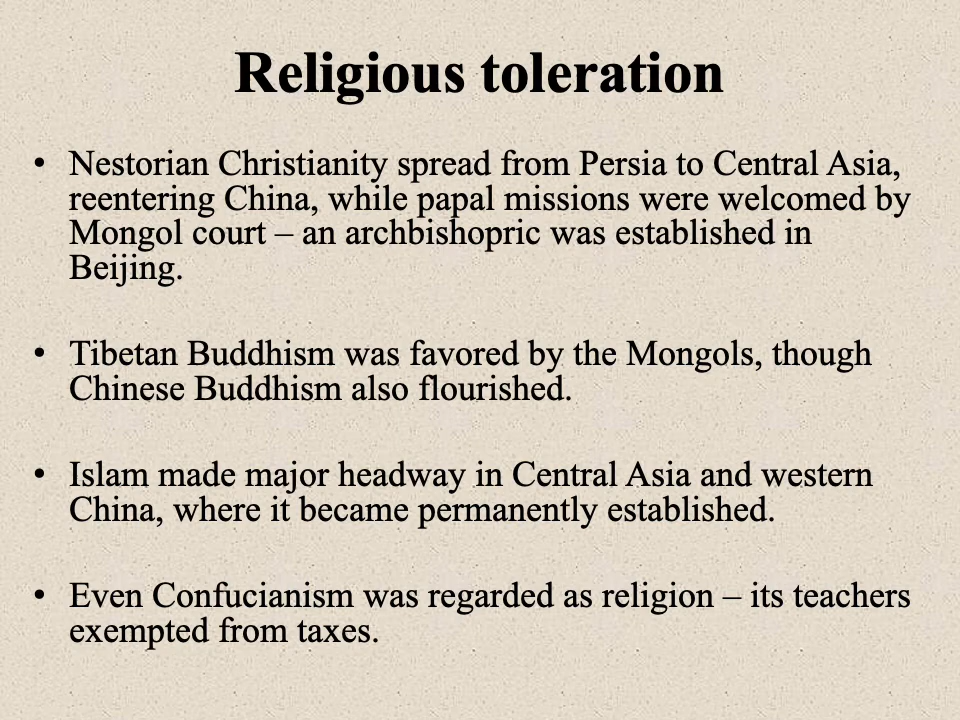 Religious toleration
• Nestorian Christianity spread from Persia to Central Asia,
reentering China, while papal missions were welcomed by
Mongol court – an archbishopric was established in
Beijing.
• Tibetan Buddhism was favored by the Mongols, though
Chinese Buddhism also flourished.
• Islam made major headway in Central Asia and western
China, where it became permanently established.
• Even Confucianism was regarded as religion – its teachers
exempted from taxes.